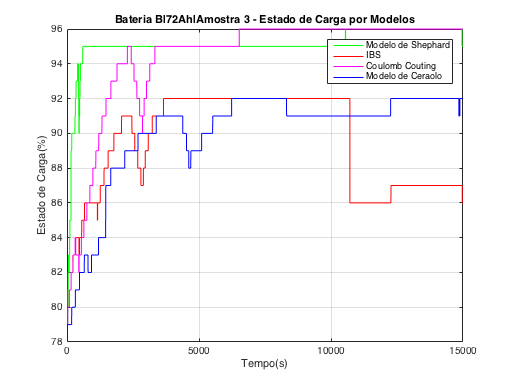 Bateria BI72AhIAmostra 3 - Estado de Carga por Modelos
Estado de Carga(%)
96
94
92
90
88
86
84
82
80
78
0
5000
10000
15000
Tempo(s)
Modelo de Shephard
IBS
Coulomb Couting
Modelo de Ceraolo